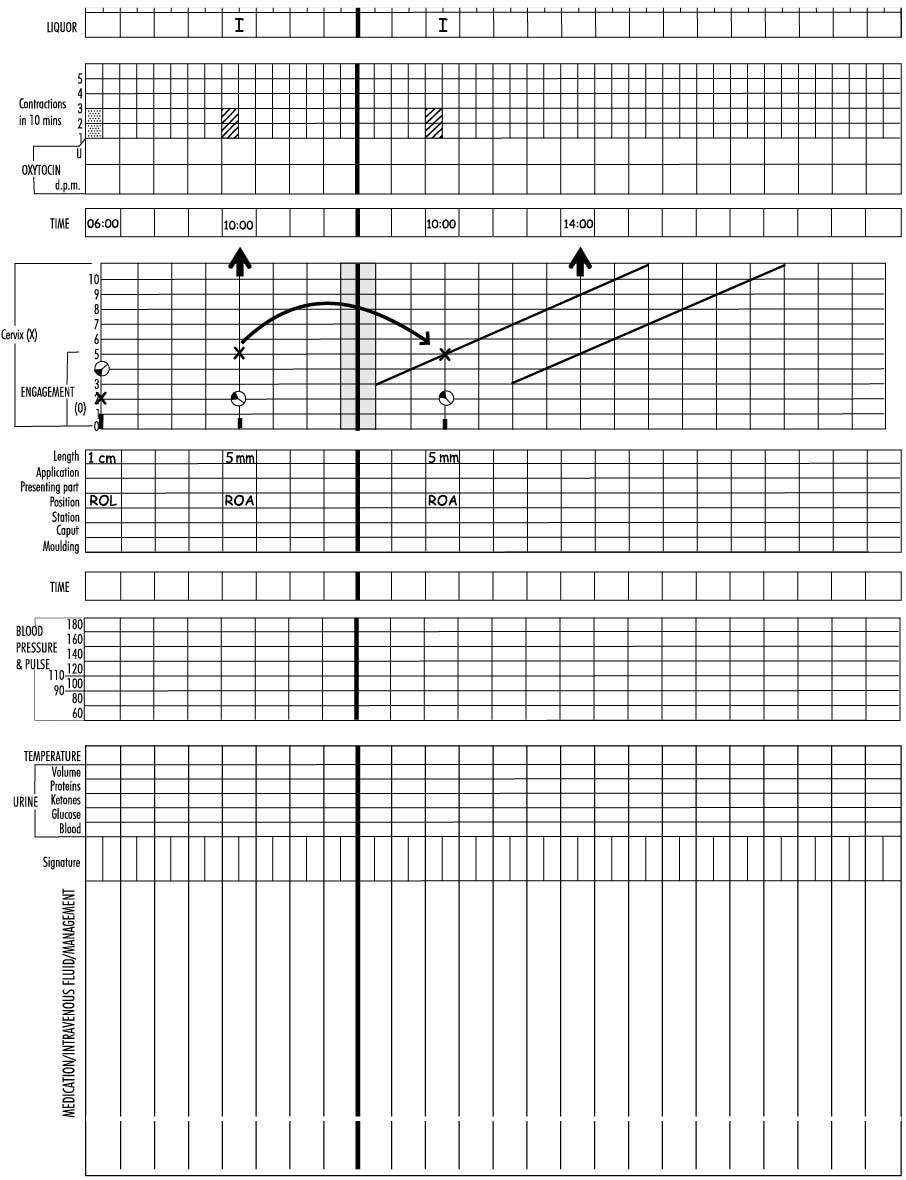 LIQUOR I I
Contractions
in 10 mins
5
4
3
2
1
U
OXYTOCIN
d.p.m.
TIME 06:00 10:00 10:00 14:00
Cervix (X)
10
9
8
7
6
5
3
2
1
0
ENGAGEMENT
(O)
Length 1 cm 5 mm 5 mm
Application
Presenting part
Position ROL ROA ROA
Station
Caput
Moulding
TIME
BLOOD
PRESSURE
& PULSE
180
160
140
120
110 100
90 80
60
TEMPERATURE
URINE
Volume
Proteins
Ketones
Glucose
Blood
Signature
MEDICATION/INTRAVENOUS FLUID/MANAGEMENT